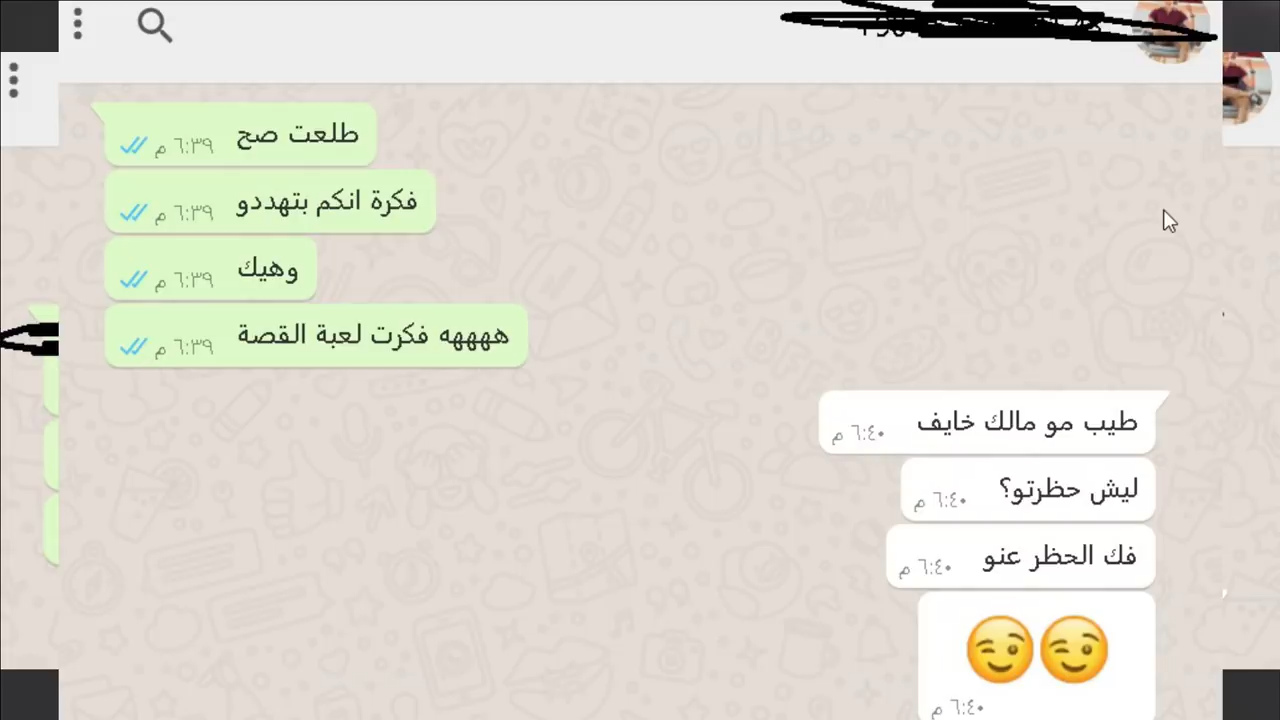 طلعت صح
٦:٣٩ م
فكرة انكم بتهددو
٦:٣٩ م
وهيك
٦:٣٩ م
ههههه فكرت لعبة القصة
٦:٣٩ م
طيب مو مالك خايف
٦:٤٠ م
ليش حظرتو؟
٦:٤٠ م
فك الحظر عنو
٦:٤٠ م
😉😉
٦:٤٠ م